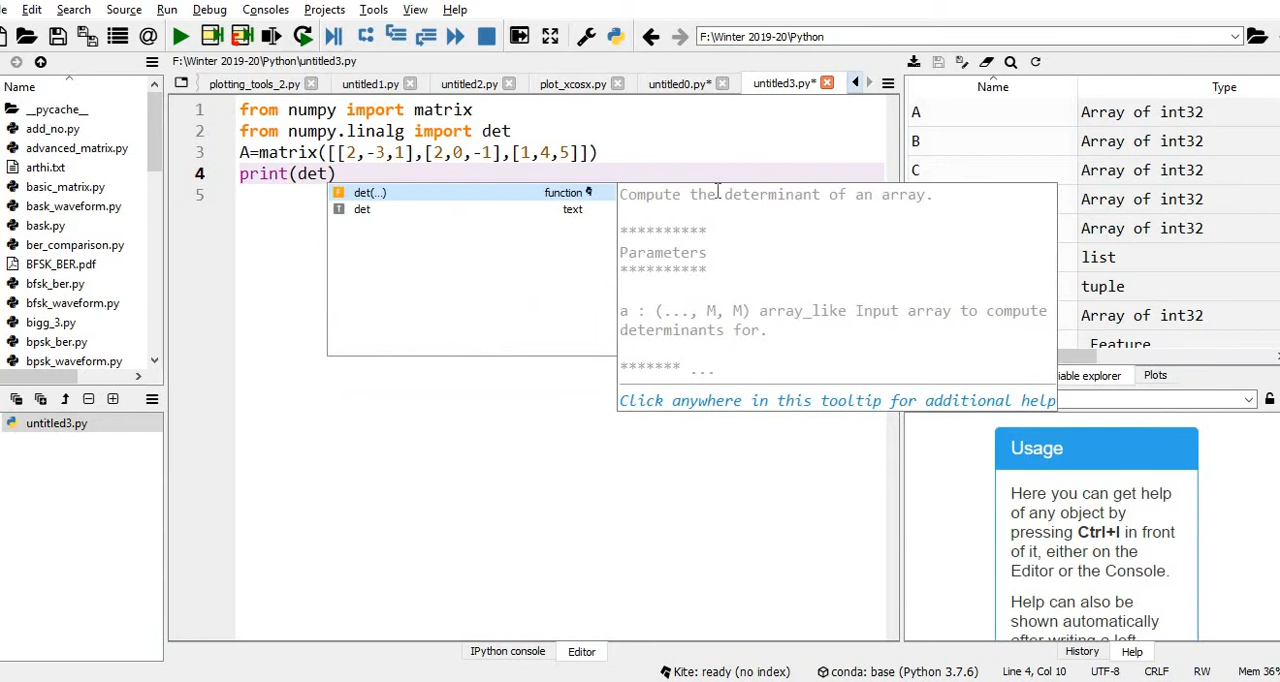 e Edit Search Source Run Debug Consoles Projects Tools View Help
F:\Winter 2019-20\Python
F:\Winter 2019-20\Python\untitled3.py
Name
__pycache__
add_no.py
advanced_matrix.py
arthi.txt
basic_matrix.py
bask_waveform.py
bask.py
ber_comparison.py
BFSK_BER.pdf
bfsk_ber.py
bfsk_waveform.py
bigg_3.py
bpsk_ber.py
bpsk_waveform.py
untitled3.py
plotting_tools_2.py untitled1.py untitled2.py plot_xcosx.py untitled0.py* untitled3.py*
1 from numpy import matrix
2 from numpy.linalg import det
3 A=matrix([[2,-3,1],[2,0,-1],[1,4,5]])
4 print(det)
5
det(...) function
det text
Compute the determinant of an array.
**********
Parameters
**********
a : (..., M, M) array_like Input array to compute
determinants for.
******* ...
Click anywhere in this tooltip for additional help
Name Type
A Array of int32
B Array of int32
C Array of int32
Array of int32
Array of int32
list
tuple
Array of int32
Feature
iable explorer Plots
Usage
Here you can get help
of any object by
pressing Ctrl+I in front
of it, either on the
Editor or the Console.
Help can also be
shown automatically
after writing a left
History Help
IPython console Editor
Kite: ready (no index) conda: base (Python 3.7.6) Line 4, Col 10 UTF-8 CRLF RW Mem 36%